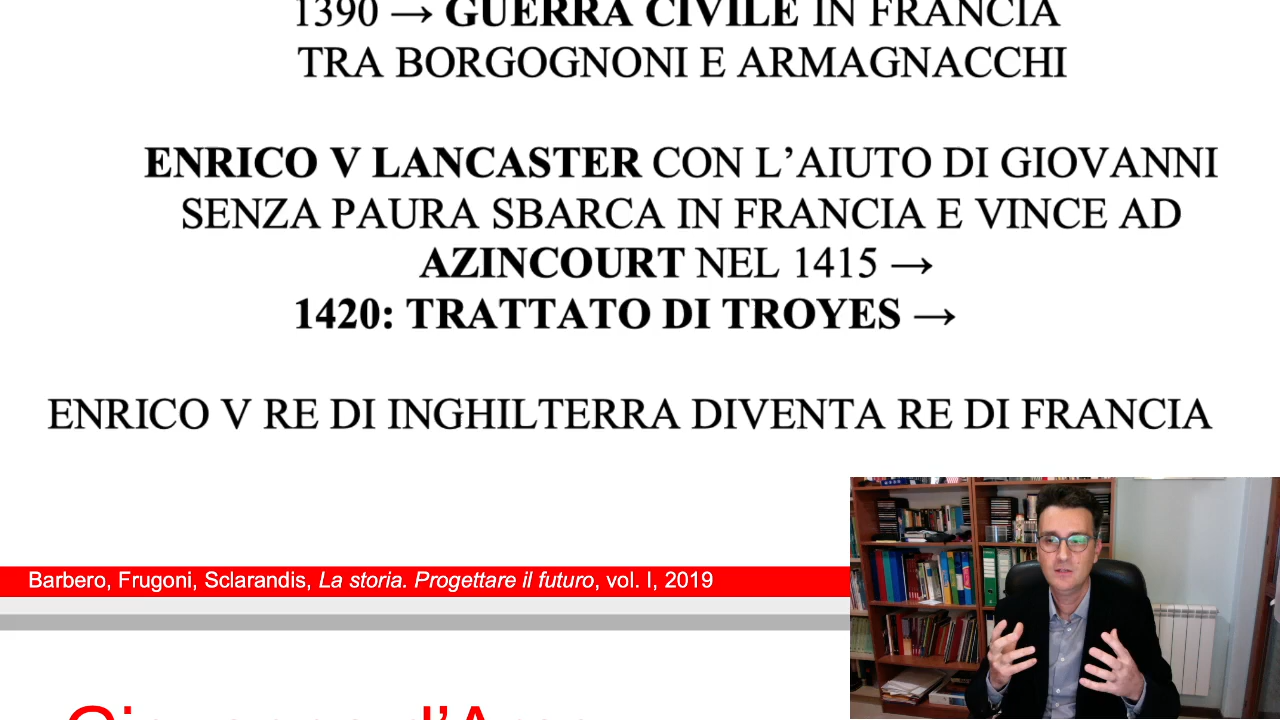 1390 → GUERRA CIVILE IN FRANCIA
TRA BORGOGNONI E ARMAGNACCHI
ENRICO V LANCASTER CON L’AIUTO DI GIOVANNI
SENZA PAURA SBARCA IN FRANCIA E VINCE AD
AZINCOURT NEL 1415 →
1420: TRATTATO DI TROYES →
ENRICO V RE DI INGHILTERRA DIVENTA RE DI FRANCIA
Barbero, Frugoni, Sclarandis, La storia. Progettare il futuro, vol. I, 2019
Giovanna d’Arco